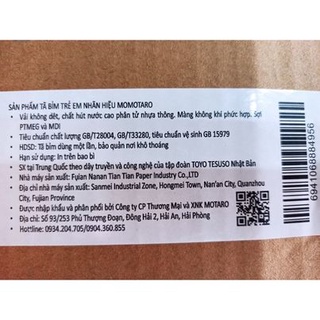 SẢN PHẨM TÃ BỈM TRẺ EM NHÃN HIỆU MOMOTARO
• Vải không dệt, chất hút nước cao phân tử nhựa thông. Màng không khí phức hợp. Sợi
PTMEG và MDI
• Tiêu chuẩn chất lượng GB/T28004, GB/T33280, tiêu chuẩn vệ sinh GB 15979
• HDSD: Tã bỉm dùng một lần, bảo quản nơi khô thoáng
• Hạn sử dụng: In trên bao bì
• SX tại Trung Quốc theo dây truyền và công nghệ của tập đoàn TOYO TESUSO Nhật Bản
• Nhà máy sản xuất: Fujian Nanan Tian Tian Paper Industry Co., LTD
• Địa chỉ nhà máy sản xuất: Sanmei Industrial Zone, Hongmei Town, Nan'an, Quanzhou
City, Fujian Province
• Được nhập khẩu và phân phối bởi Công ty CP Thương Mại và XNK MOTARO
• Địa chỉ: Số 93/253 Phủ Thượng Đoạn, Đông Hải 2, Hải An, Hải Phòng
• Hotline: 0934.204.705/0904.360.855
6941068884956